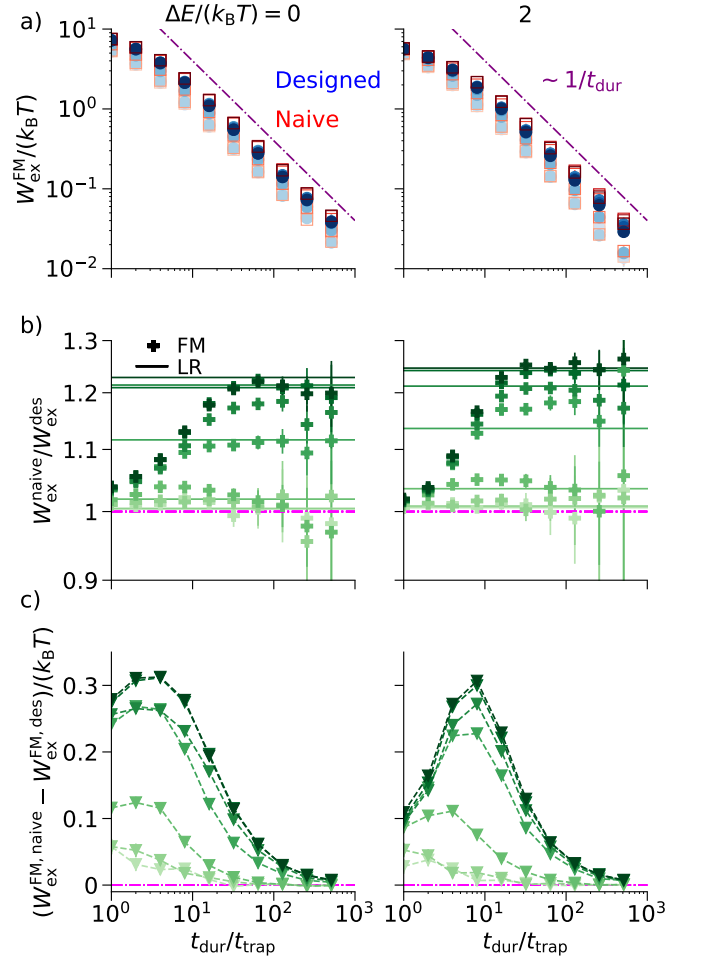 a) ΔE/(k_BT) = 0 2
10^1
10^0
10^{-1}
10^{-2}
W_ex^FM/(k_BT)
Designed
Naive
~ 1/t_dur
b)
1.3
1.2
1.1
1
0.9
W_ex^naive/W_ex^des
FM
LR
c)
0.3
0.2
0.1
0
(W_ex^{FM, naive} − W_ex^{FM, des})/(k_BT)
10^0 10^1 10^2 10^3 10^0 10^1 10^2 10^3
t_dur/t_trap t_dur/t_trap